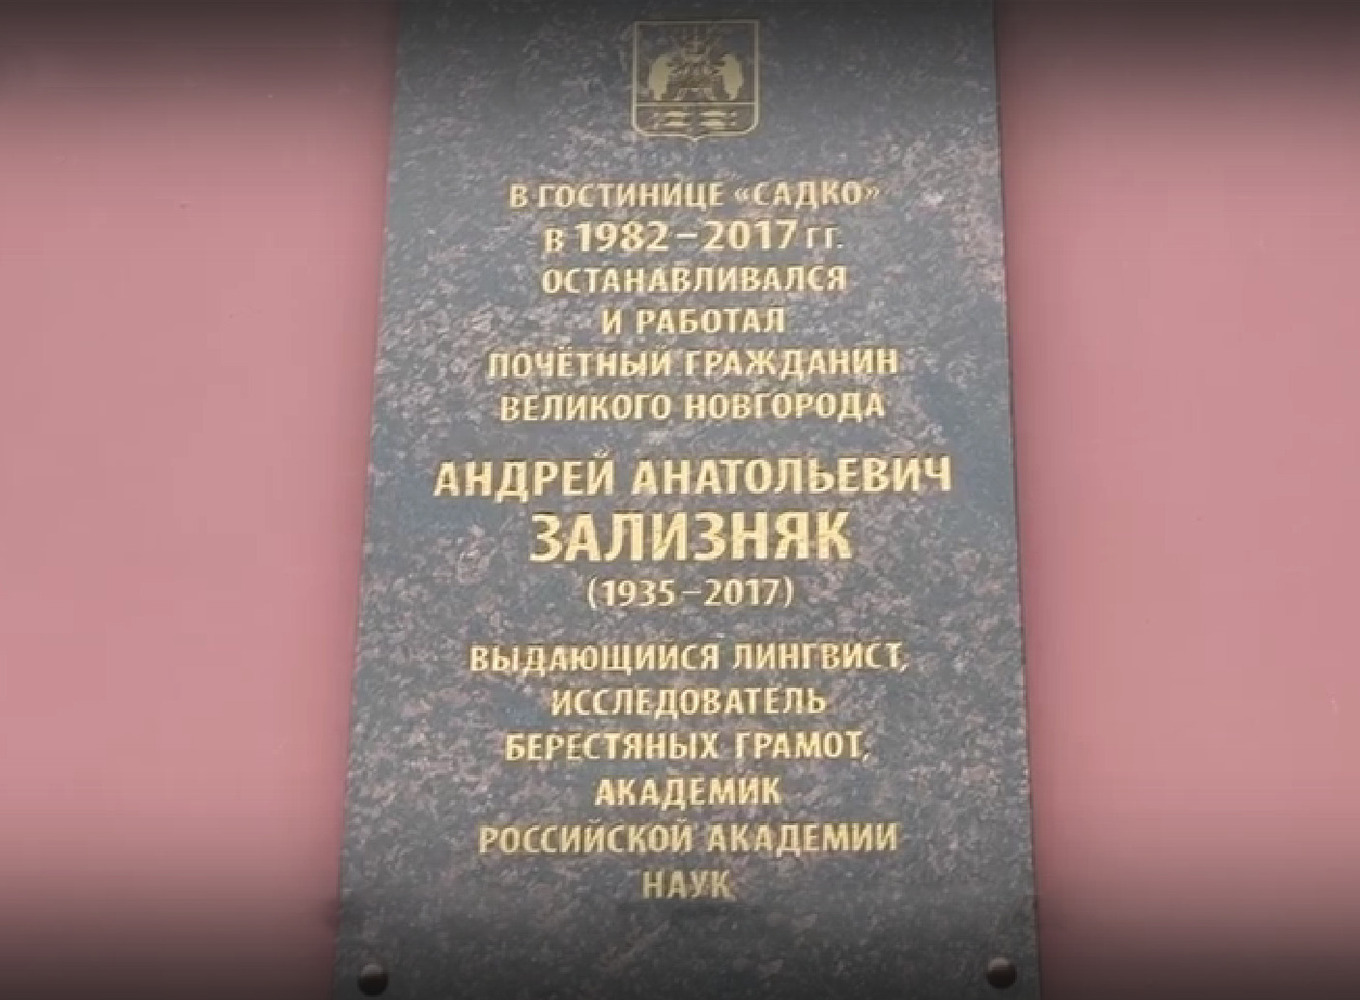 В ГОСТИНИЦЕ «САДКО»
В 1982–2017 ГГ.
ОСТАНАВЛИВАЛСЯ
И РАБОТАЛ
ПОЧЁТНЫЙ ГРАЖДАНИН
ВЕЛИКОГО НОВГОРОДА
АНДРЕЙ АНАТОЛЬЕВИЧ
ЗАЛИЗНЯК
(1935–2017)
ВЫДАЮЩИЙСЯ ЛИНГВИСТ,
ИССЛЕДОВАТЕЛЬ
БЕРЕСТЯНЫХ ГРАМОТ,
АКАДЕМИК
РОССИЙСКОЙ АКАДЕМИИ
НАУК